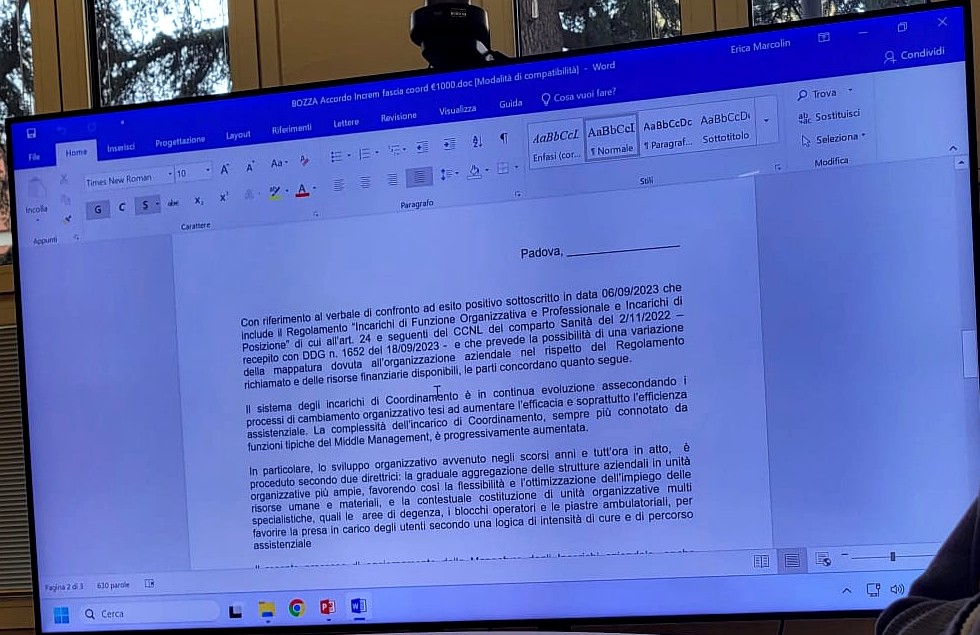 BOZZA Accordo Increm fascia coord €1000.doc [Modalità di compatibilità] - Word
Erica Marcolin
File Home Inserisci Progettazione Layout Riferimenti Lettere Revisione Visualizza Guida Cosa vuoi fare?
Condividi
Incolla
Appunti
Times New Roman 10
G C S abc X₂ X² A
Aa
Carattere
Paragrafo
AaBbCcL AaBbCcI AaBbCcDc AaBbCcD
Enfasi (cor... ¶ Normale ¶ Paragraf... Sottotitolo
Stili
Trova
Sostituisci
Seleziona
Modifica
Padova,
Con riferimento al verbale di confronto ad esito positivo sottoscritto in data 06/09/2023 che
include il Regolamento "Incarichi di Funzione Organizzativa e Professionale e Incarichi di
Posizione" di cui all'art. 24 e seguenti del CCNL del comparto Sanità del 2/11/2022 –
recepito con DDG n. 1652 del 18/09/2023 - e che prevede la possibilità di una variazione
della mappatura dovuta all'organizzazione aziendale nel rispetto del Regolamento
richiamato e delle risorse finanziarie disponibili, le parti concordano quanto segue.
Il sistema degli incarichi di Coordinamento è in continua evoluzione assecondando i
processi di cambiamento organizzativo tesi ad aumentare l'efficacia e soprattutto l'efficienza
assistenziale. La complessità dell'incarico di Coordinamento, sempre più connotato da
funzioni tipiche del Middle Management, è progressivamente aumentata.
In particolare, lo sviluppo organizzativo avvenuto negli scorsi anni e tutt'ora in atto, è
proceduto secondo due direttrici: la graduale aggregazione delle strutture aziendali in unità
organizzative più ampie, favorendo così la flessibilità e l'ottimizzazione dell'impiego delle
risorse umane e materiali, e la contestuale costituzione di unità organizzative multi
specialistiche, quali le aree di degenza, i blocchi operatori e le piastre ambulatoriali, per
favorire la presa in carico degli utenti secondo una logica di intensità di cure e di percorso
assistenziale
Pagina 2 di 3 630 parole
Cerca